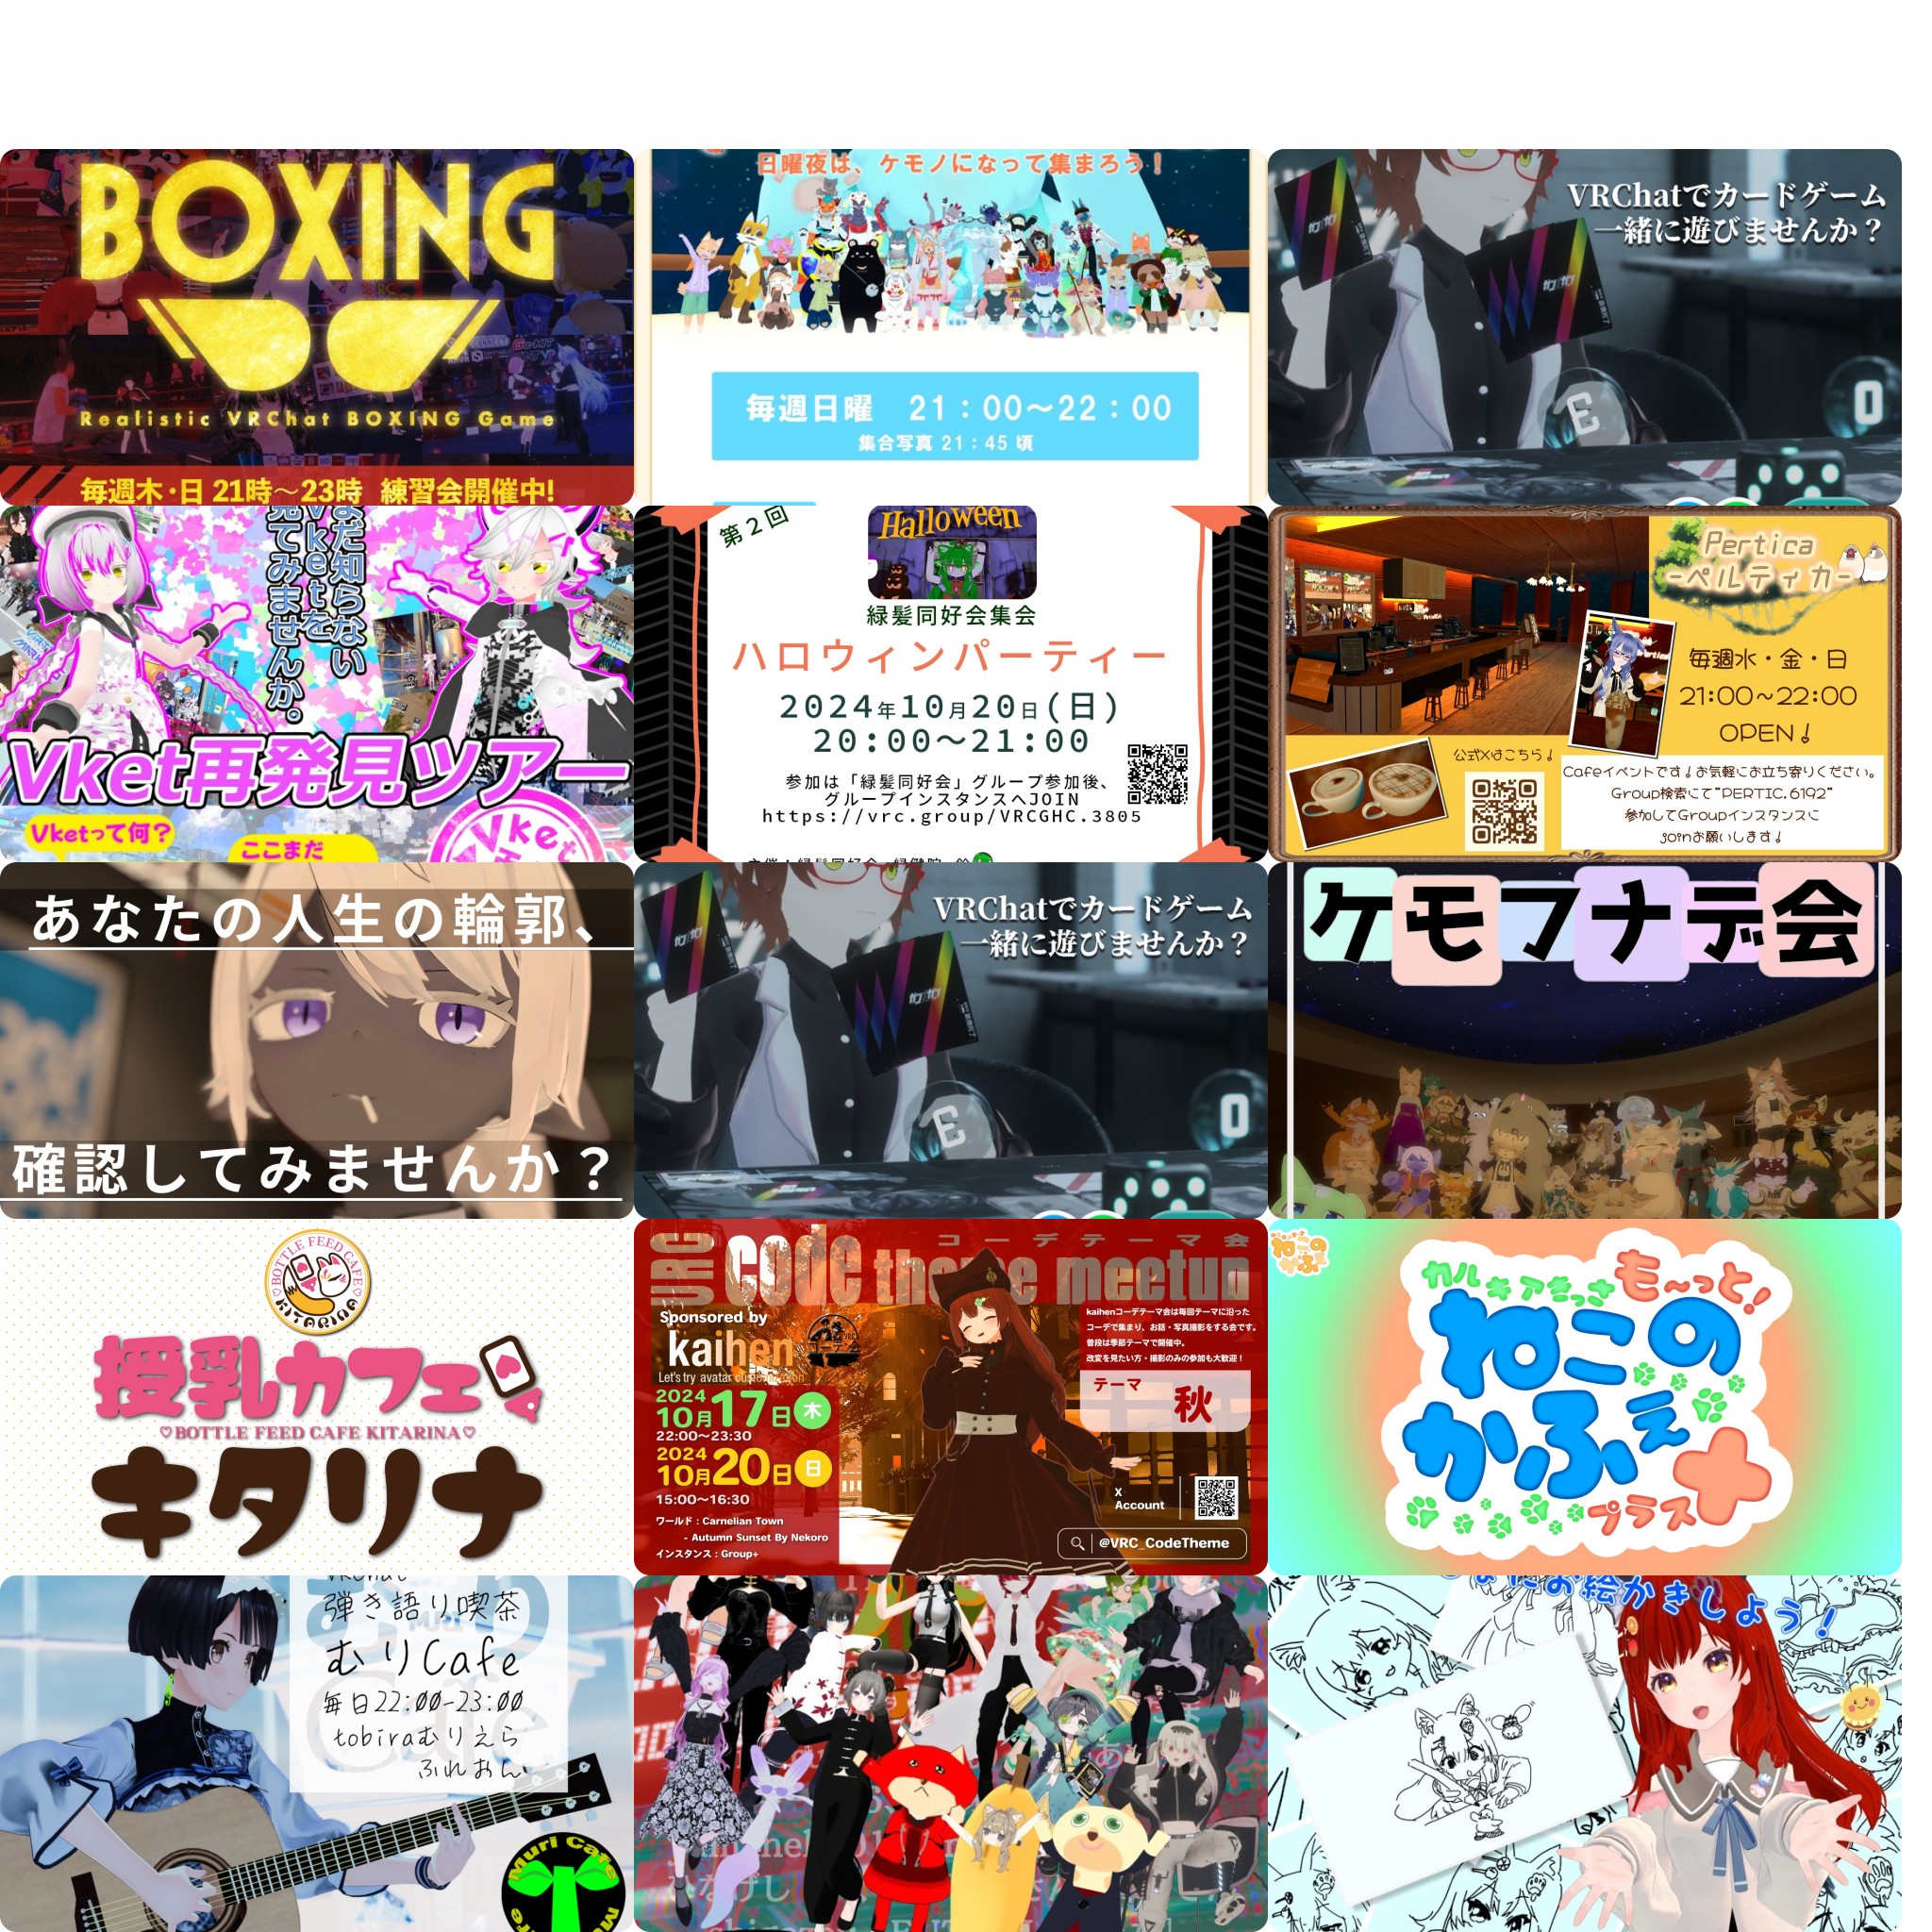 BOXING
Realistic VRChat BOXING Game
毎週木・日 21時〜23時 練習会開催中!
日曜夜は、ケモノになって集まろう！
毎週日曜　21：00〜22：00
集合写真 21：45 頃
VRChatでカードゲーム
一緒に遊びませんか？
まだ知らない
Vketを
見てみませんか。
Vket再発見ツアー
Vketって何？
ここまだ
Vket
第２回
Halloween
緑髪同好会集会
ハロウィンパーティー
2024年10月20日(日)
20:00〜21:00
参加は「緑髪同好会」グループ参加後、
グループインスタンスへJOIN
https://vrc.group/VRCGHC.3805
Pertica
-ペルティカ-
毎週水・金・日
21:00〜22:00
OPEN！
公式Xはこちら！
Cafeイベントです！お気軽にお立ち寄りください。
Group検索にて"PERTIC.6192"
参加してGroupインスタンスに
joinお願いします！
あなたの人生の輪郭、
確認してみませんか？
VRChatでカードゲーム
一緒に遊びませんか？
ケモフナデ会
BOTTLE FEED CAFE
KITARINA
授乳カフェ
♡BOTTLE FEED CAFE KITARINA♡
キタリナ
コーデテーマ会
VRC code theme meetup
Sponsored by
kaihen
Let's try avatar customization
2024
10月17日 木
22:00〜23:30
2024
10月20日 日
15:00〜16:30
ワールド : Carnelian Town
- Autumn Sunset By Nekoro
インスタンス : Group+
kaihenコーデテーマ会は毎回テーマに沿った
コーデで集まり、お話・写真撮影をする会です。
普段は季節テーマで開催中。
改変を見たい方・撮影のみの参加も大歓迎！
テーマ
秋
X
Account
@VRC_CodeTheme
ねこの
かふぇ
カルキアきっさ
も〜っと！
ねこの
かふぇ
プラス
VRChat
弾き語り喫茶
むりCafe
毎日22:00-23:00
tobiraむりえら
ふれおん
Muri Cafe
お絵かきしよう！